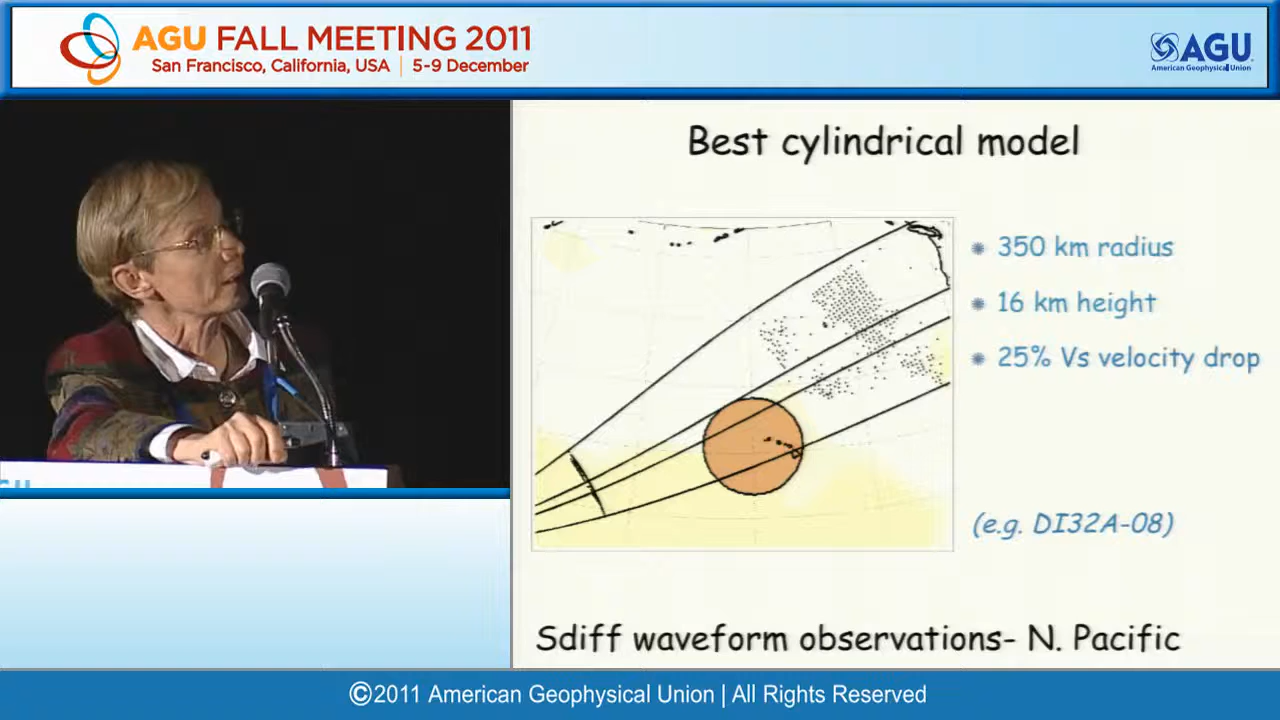 AGU FALL MEETING 2011
San Francisco, California, USA | 5-9 December
AGU
American Geophysical Union
Best cylindrical model
350 km radius
16 km height
25% Vs velocity drop
(e.g. DI32A-08)
Sdiff waveform observations- N. Pacific
©2011 American Geophysical Union | All Rights Reserved